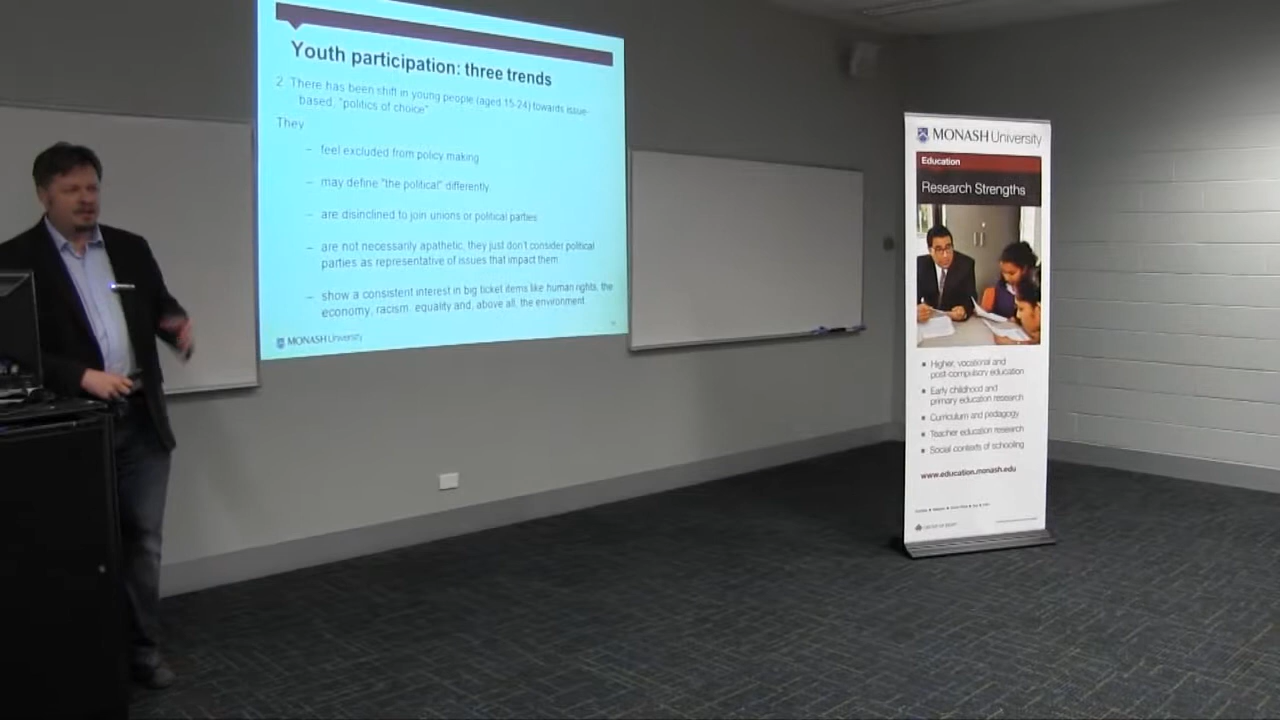 Youth participation: three trends
2. There has been shift in young people (aged 15-24) towards issue-
based, "politics of choice"
They
– feel excluded from policy making
– may define "the political" differently
– are disinclined to join unions or political parties
– are not necessarily apathetic, they just don't consider political
parties as representative of issues that impact them.
– show a consistent interest in big ticket items like human rights, the
economy, racism, equality and, above all, the environment.
MONASH University
MONASH University
Education
Research Strengths
Higher, vocational and
post-compulsory education
Early childhood and
primary education research
Curriculum and pedagogy
Teacher education research
Social contexts of schooling
www.education.monash.edu